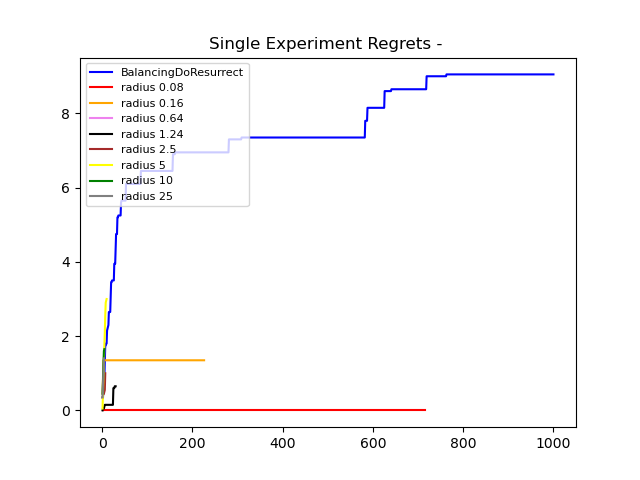 Single Experiment Regrets -
BalancingDoResurrect
radius 0.08
radius 0.16
radius 0.64
radius 1.24
radius 2.5
radius 5
radius 10
radius 25
8
6
4
2
0
0 200 400 600 800 1000